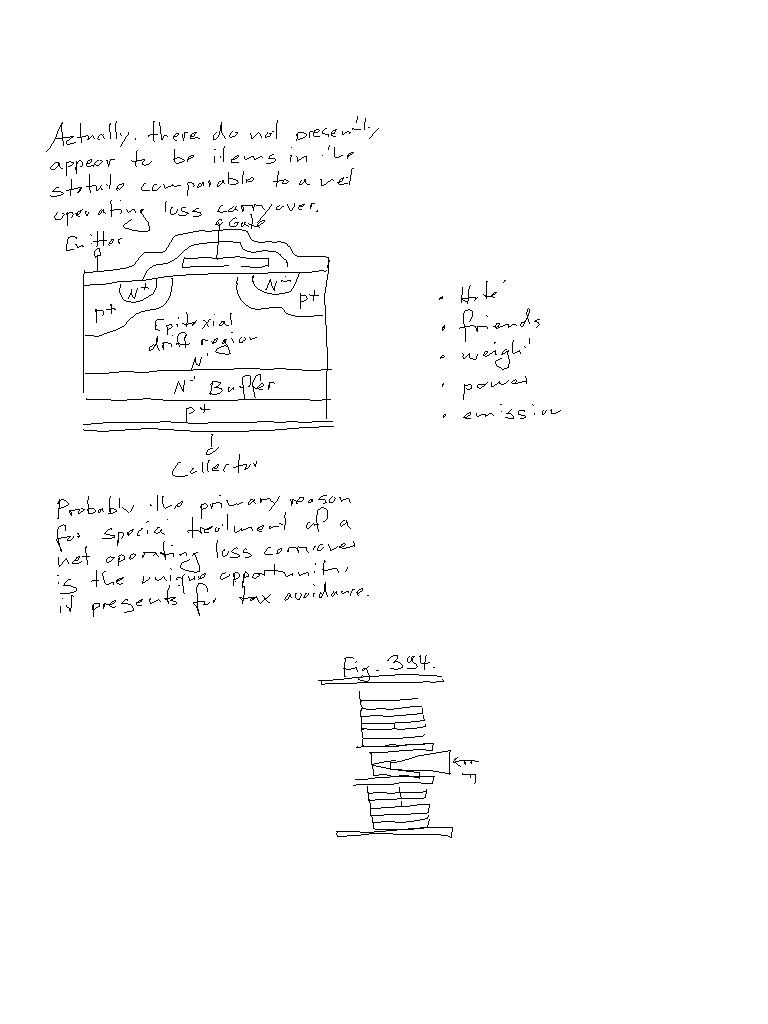 Actually, there do not presently
appear to be items in the
statute comparable to a net
operating loss carryover.
Emitter
Gate
N+
N+
P+
P+
Epitaxial
drift region
N-
N+ Buffer
P+
Collector
• Hotel
• friends
• weight
• power
• emission
Probably the primary reason
for special treatment of a
net operating loss carryover
is the unique opportunity
it presents for tax avoidance.
Fig. 394.
F